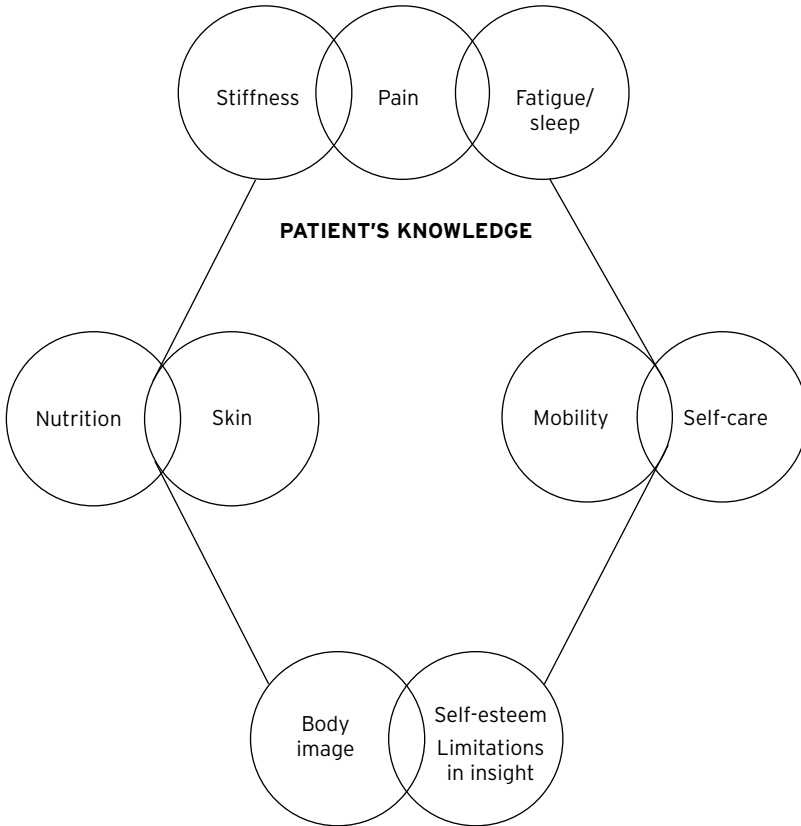 Stiffness
Pain
Fatigue/
sleep
PATIENT'S KNOWLEDGE
Nutrition
Skin
Mobility
Self-care
Body
image
Self-esteem
Limitations
in insight